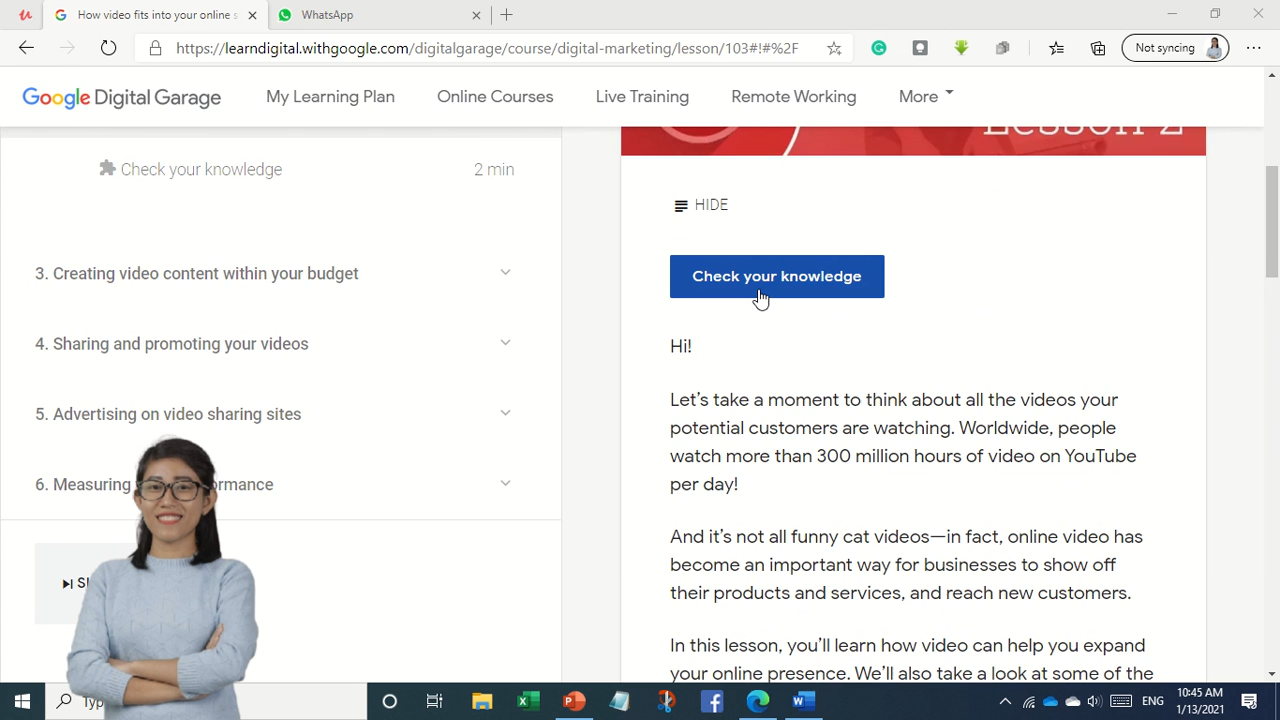 How video fits into your online s
WhatsApp
https://learndigital.withgoogle.com/digitalgarage/course/digital-marketing/lesson/103#!#%2F
Not syncing
Google Digital Garage
My Learning Plan
Online Courses
Live Training
Remote Working
More
Lesson 2
Check your knowledge
2 min
3. Creating video content within your budget
4. Sharing and promoting your videos
5. Advertising on video sharing sites
6. Measuring
HIDE
Check your knowledge
Hi!
Let's take a moment to think about all the videos your
potential customers are watching. Worldwide, people
watch more than 300 million hours of video on YouTube
per day!
And it's not all funny cat videos—in fact, online video has
become an important way for businesses to show off
their products and services, and reach new customers.
In this lesson, you'll learn how video can help you expand
your online presence. We'll also take a look at some of the
ENG
10:45 AM
1/13/2021